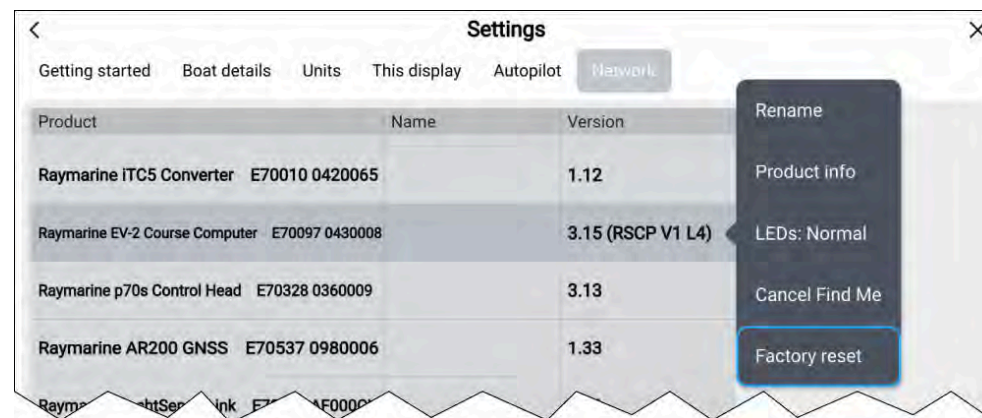 Settings
Getting started Boat details Units This display Autopilot Network
Product Name Version
Raymarine iTC5 Converter E70010 0420065 1.12
Raymarine EV-2 Course Computer E70097 0430008 3.15 (RSCP V1 L4)
Raymarine p70s Control Head E70328 0360009 3.13
Raymarine AR200 GNSS E70537 0980006 1.33
Rename
Product info
LEDs: Normal
Cancel Find Me
Factory reset